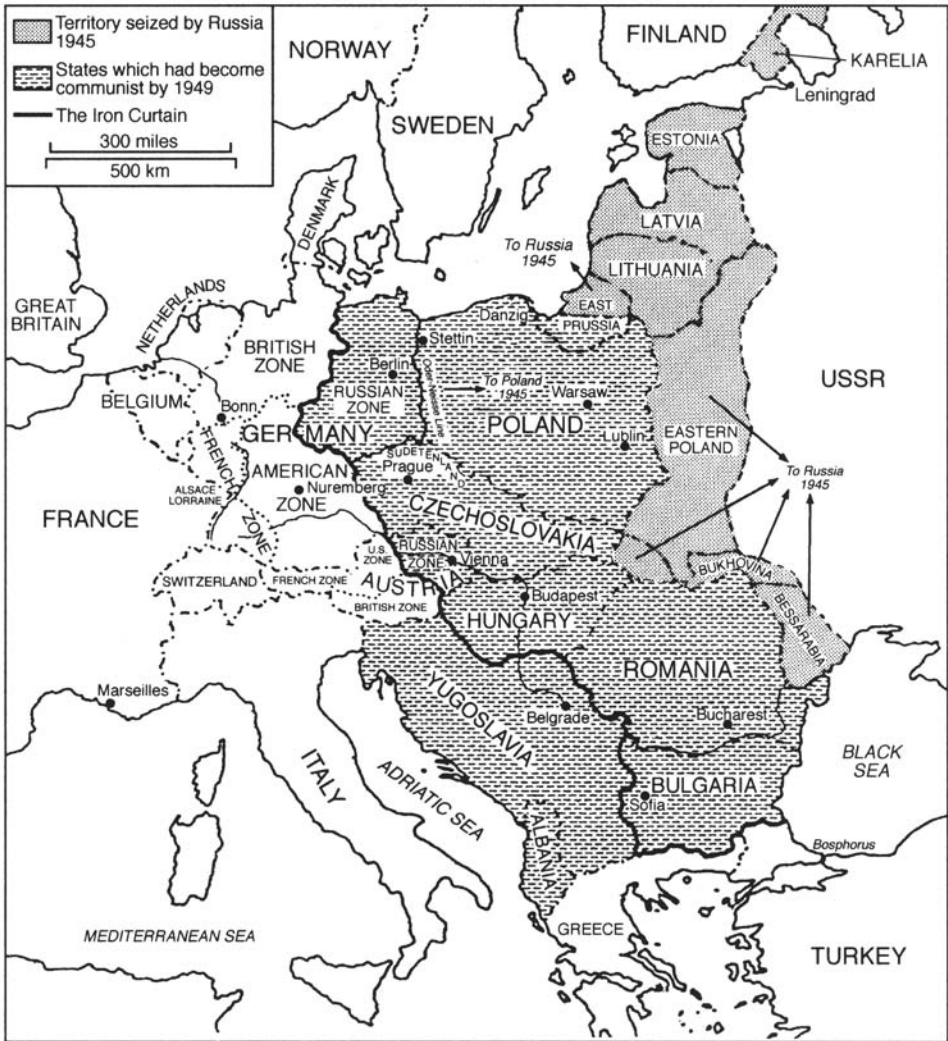 Territory seized by Russia
1945
States which had become
communist by 1949
The Iron Curtain
300 miles
500 km
NORWAY
FINLAND
KARELIA
Leningrad
SWEDEN
ESTONIA
DENMARK
LATVIA
To Russia
1945
LITHUANIA
GREAT
BRITAIN
NETHERLANDS
EAST
PRUSSIA
Danzig
Stettin
BRITISH
ZONE
Berlin
RUSSIAN
ZONE
Oder-Neisse Line
To Poland
1945
Warsaw
USSR
BELGIUM
Bonn
GERMANY
POLAND
Lublin
EASTERN
POLAND
FRENCH
ZONE
SUDETENLAND
Prague
To Russia
1945
AMERICAN
ZONE
Nuremberg
ALSACE
LORRAINE
FRANCE
CZECHOSLOVAKIA
U.S.
ZONE
RUSSIAN
ZONE
Vienna
BUKHOVINA
SWITZERLAND
FRENCH ZONE
AUSTRIA
BRITISH ZONE
Budapest
HUNGARY
BESSARABIA
ROMANIA
Marseilles
YUGOSLAVIA
Belgrade
Bucharest
ITALY
ADRIATIC SEA
BLACK
SEA
BULGARIA
Sofia
ALBANIA
Bosphorus
MEDITERRANEAN SEA
GREECE
TURKEY